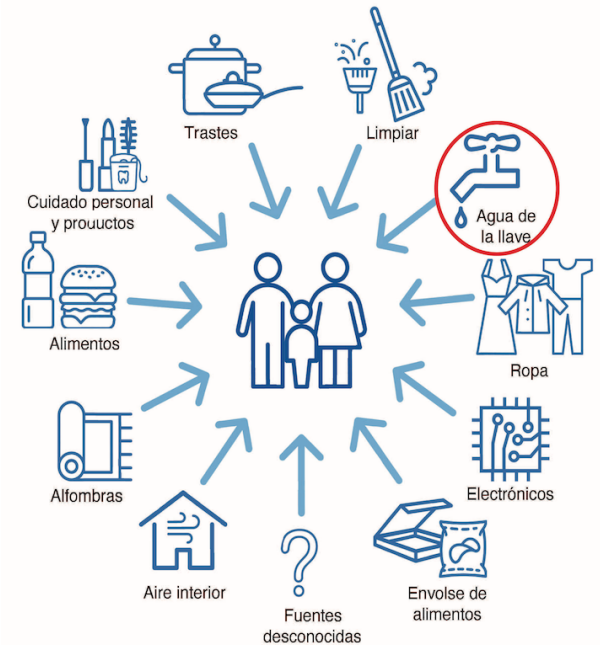 Trastes
Limpiar
Cuidado personal
y prouuctos
Agua de
la llave
Alimentos
Ropa
Alfombras
Electrónicos
Aire interior
Envolse de
alimentos
Fuentes
desconocidas